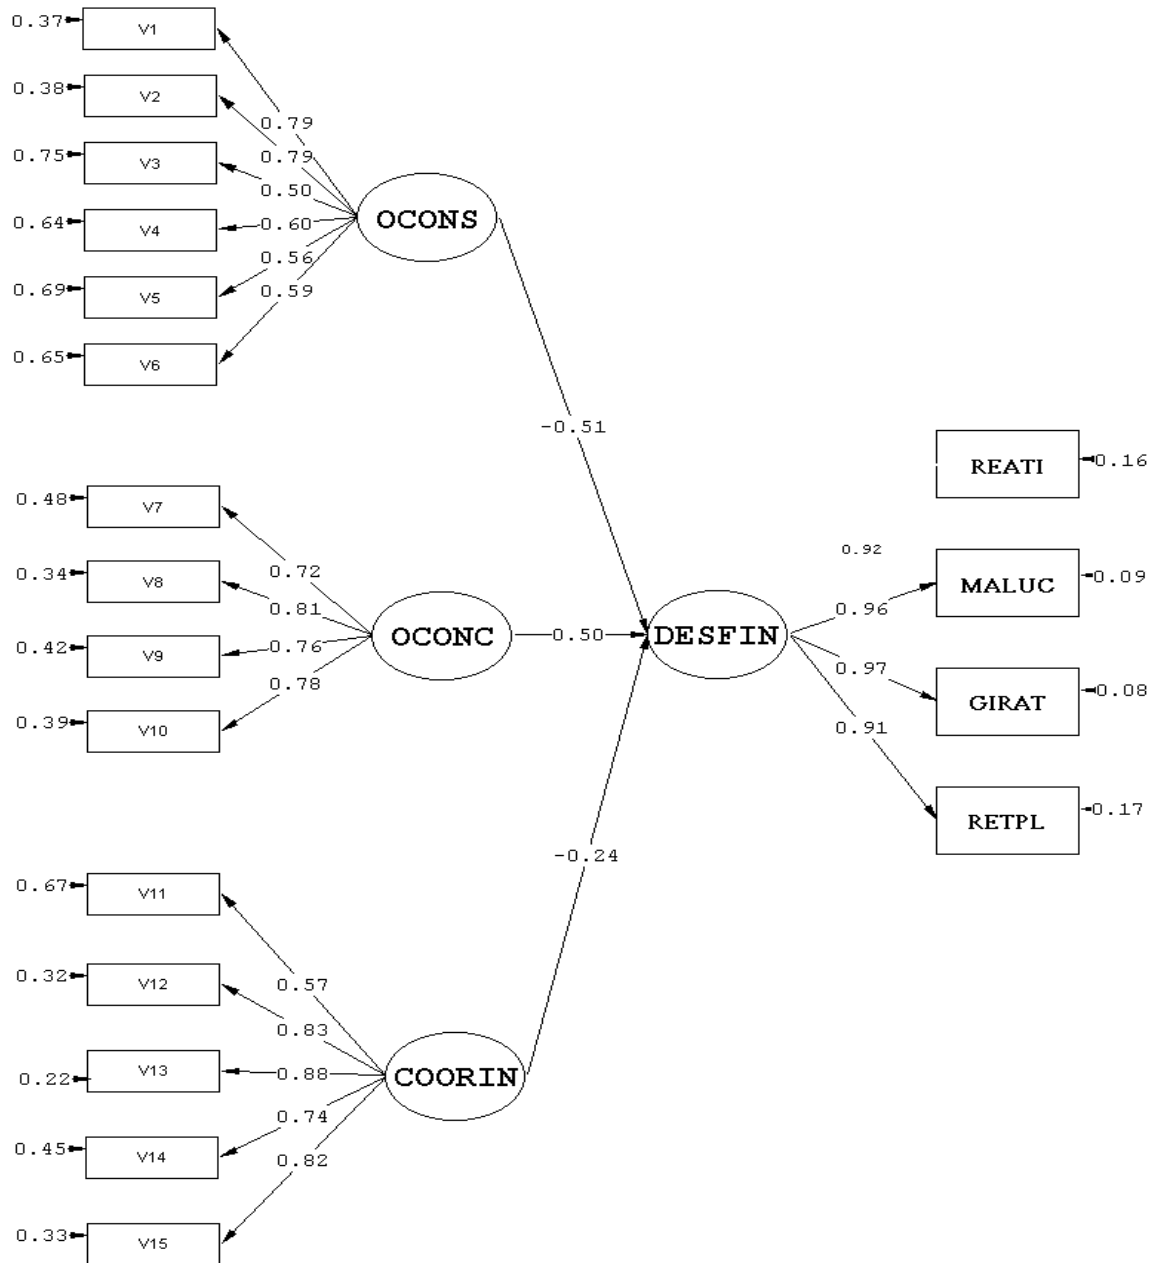 0.37 V1
0.38 V2
0.79
0.75 V3
0.79
0.50
0.64 V4
0.60
OCONS
0.56
0.69 V5
0.59
0.65 V6
-0.51
REATI 0.16
0.48 V7
0.92
0.72
0.34 V8
MALUC 0.09
0.81
0.96
0.42 V9
0.76
OCONC
0.50
DESFIN
0.97
0.78
GIRAT 0.08
0.39 V10
0.91
RETPL 0.17
-0.24
0.67 V11
0.32 V12
0.57
0.83
0.22 V13
0.88
COORIN
0.74
0.45 V14
0.82
0.33 V15